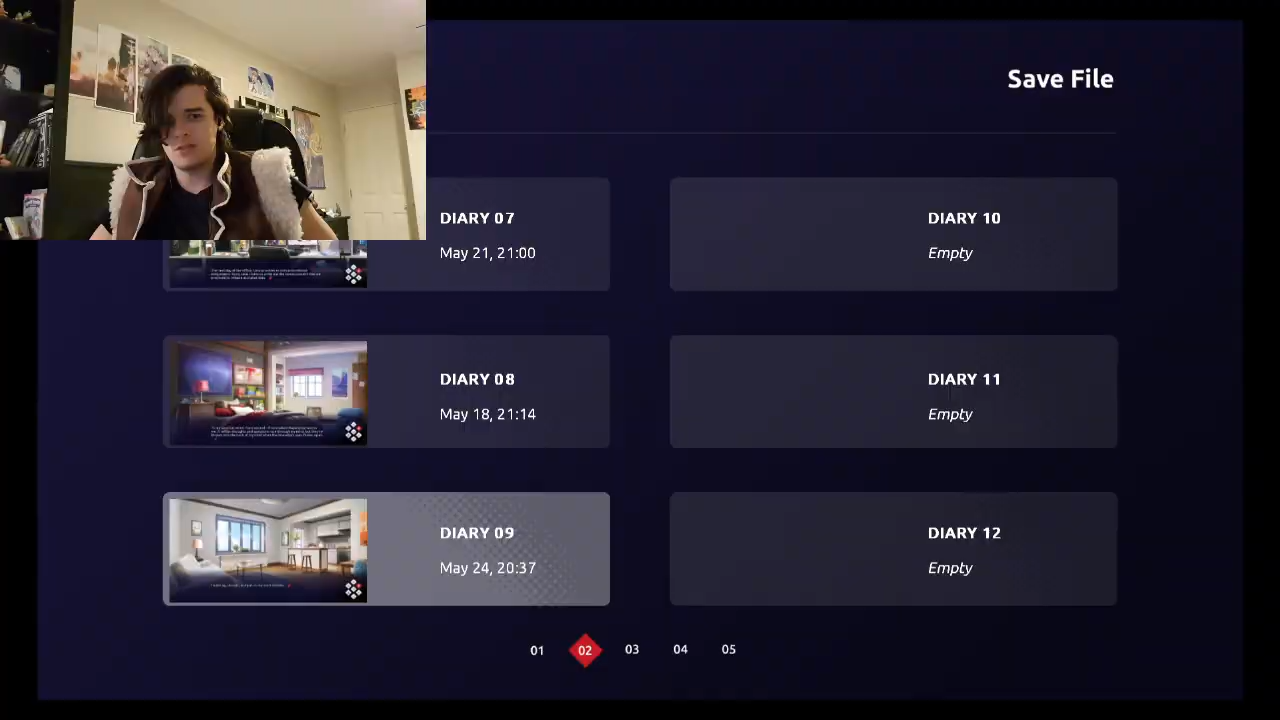 Save File
DIARY 07
May 21, 21:00
DIARY 10
Empty
DIARY 08
May 18, 21:14
DIARY 11
Empty
DIARY 09
May 24, 20:37
DIARY 12
Empty
01 02 03 04 05